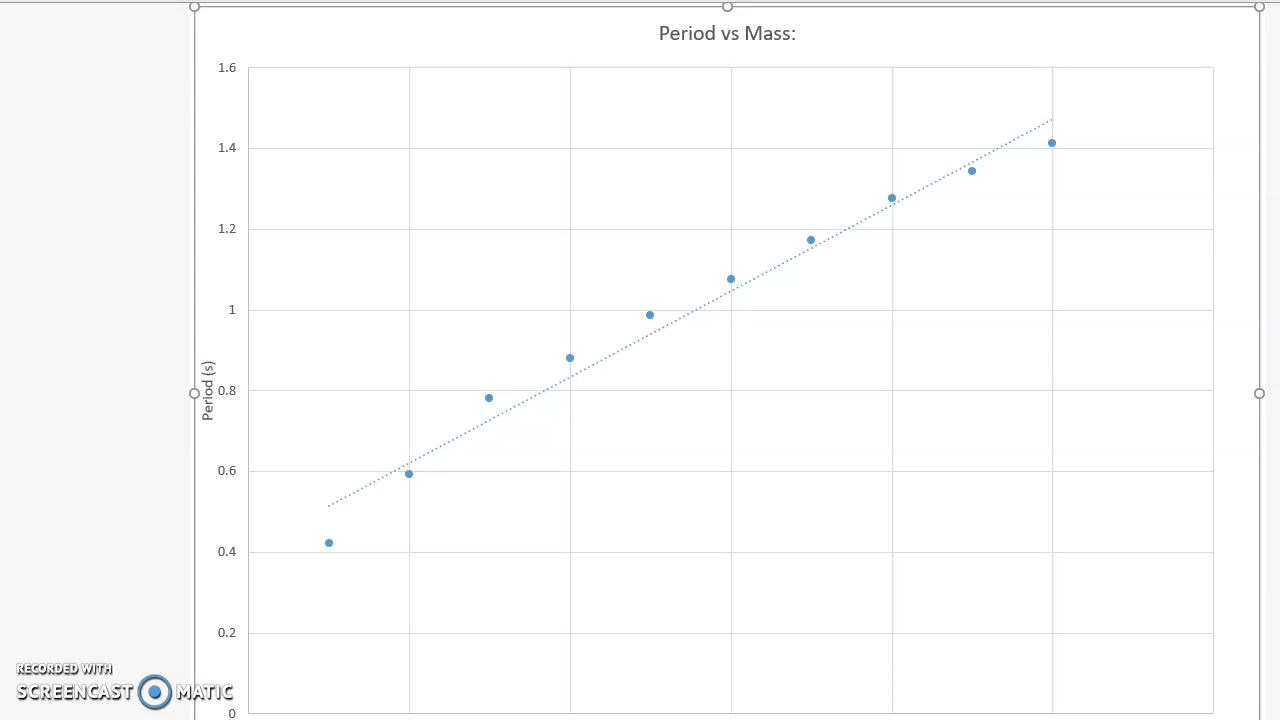 Period vs Mass:
1.6
1.4
1.2
1
Period (s)
0.8
0.6
0.4
0.2
0
RECORDED WITH
SCREENCAST MATIC